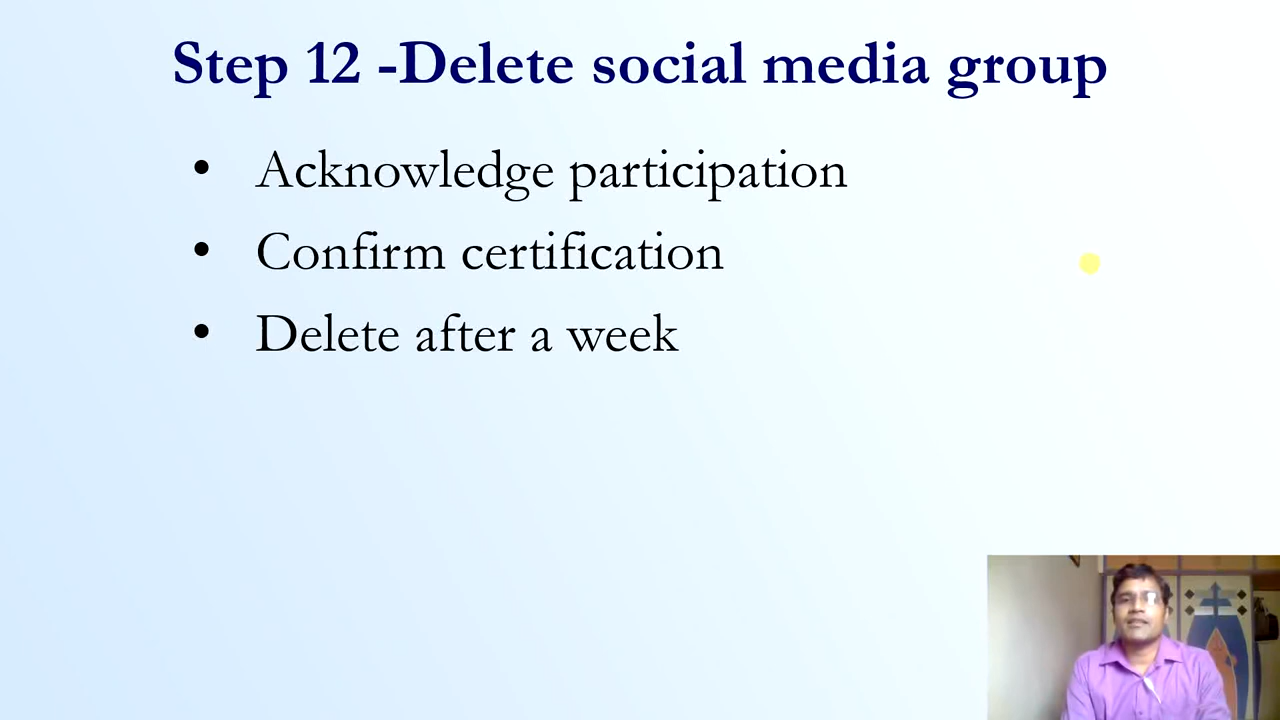 Step 12 -Delete social media group
• Acknowledge participation
• Confirm certification
• Delete after a week